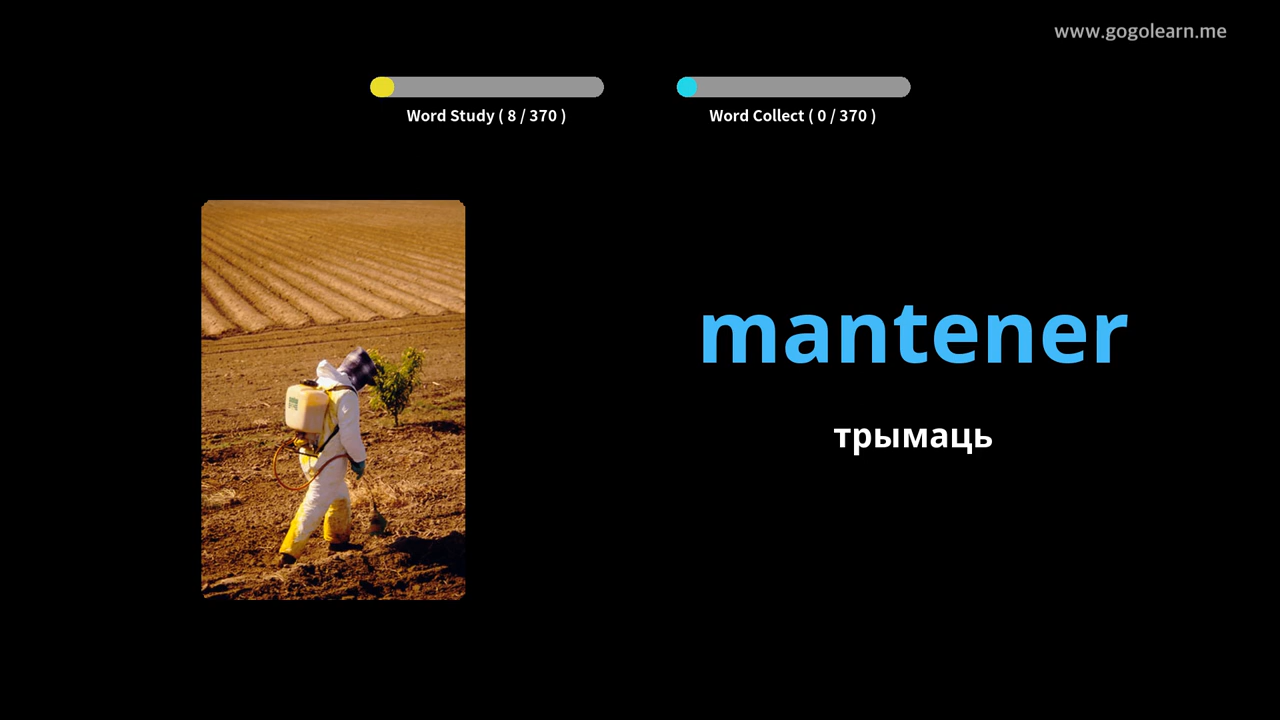 www.gogolearn.me
Word Study ( 8 / 370 )
Word Collect ( 0 / 370 )
mantener
трымаць